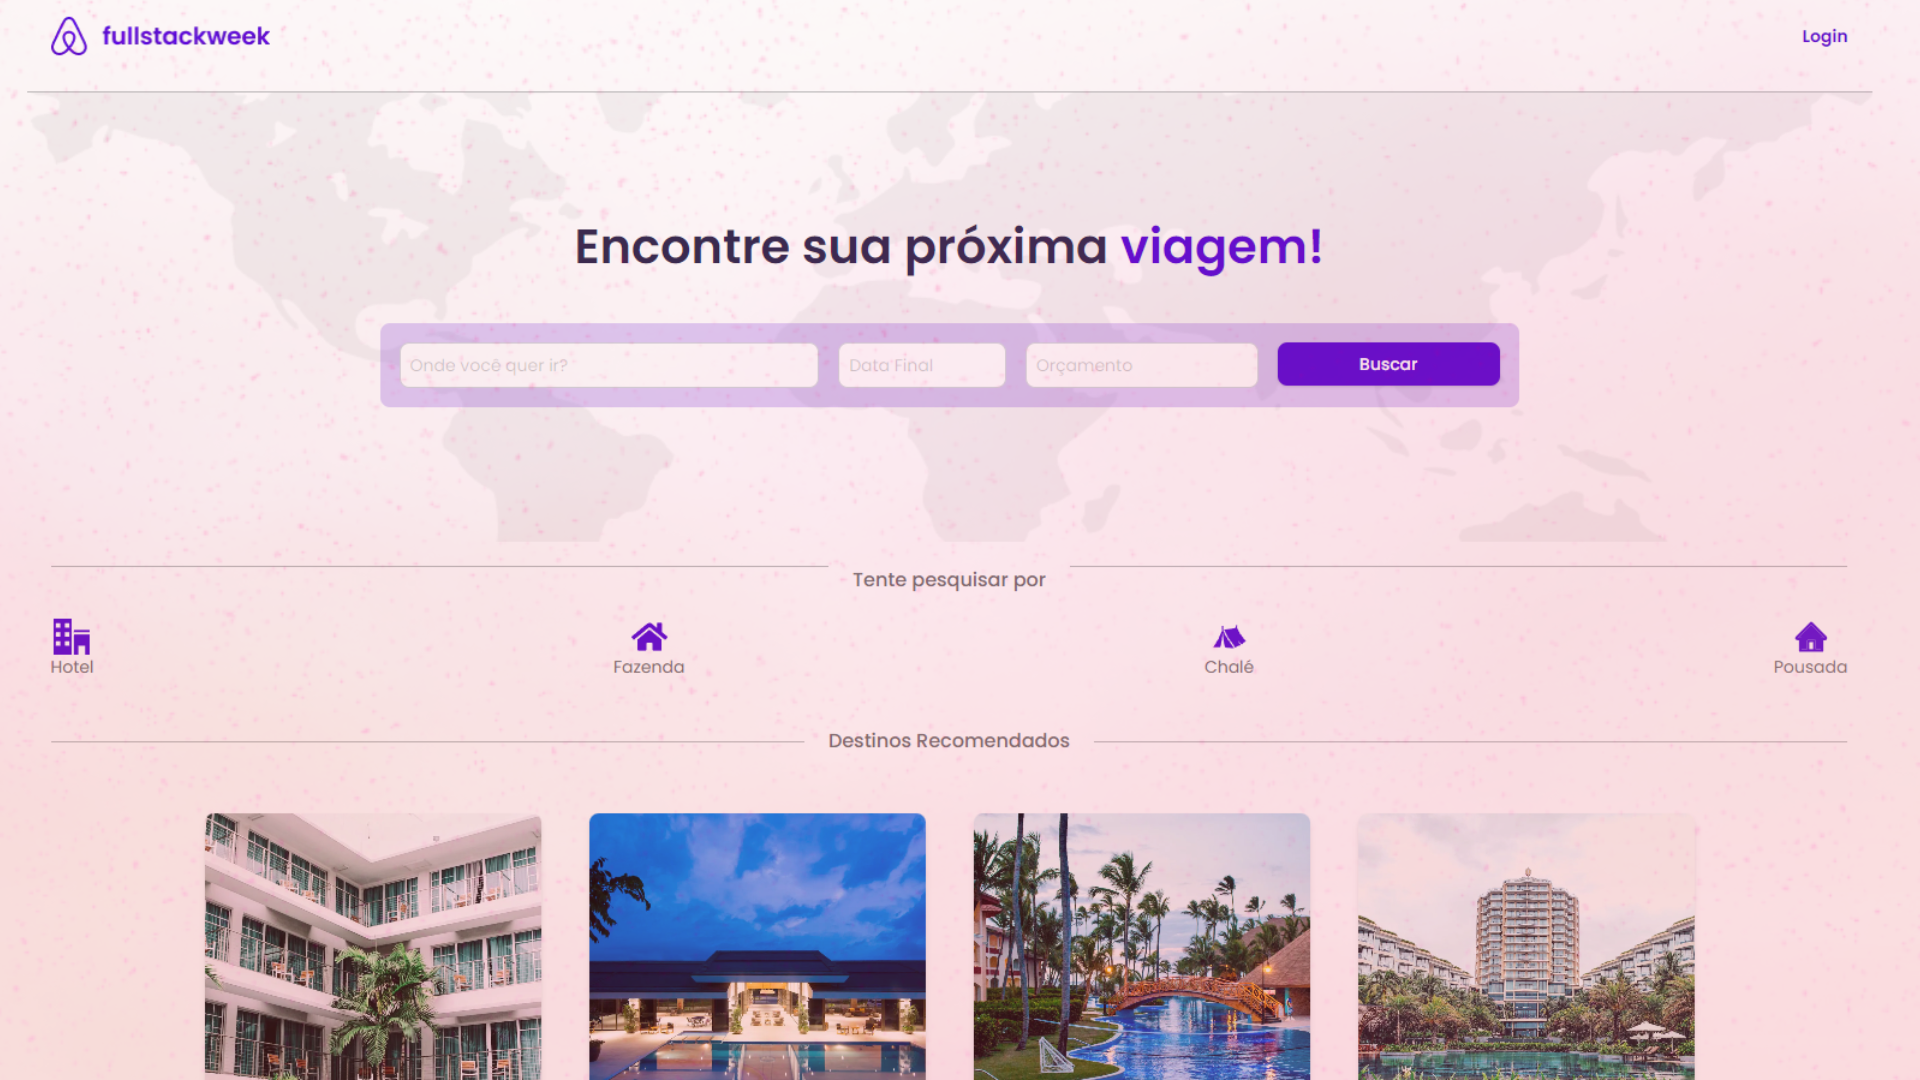 fullstackweek
Login
Encontre sua próxima viagem!
Onde você quer ir?
Data Final
Orçamento
Buscar
Tente pesquisar por
Hotel
Fazenda
Chalé
Pousada
Destinos Recomendados